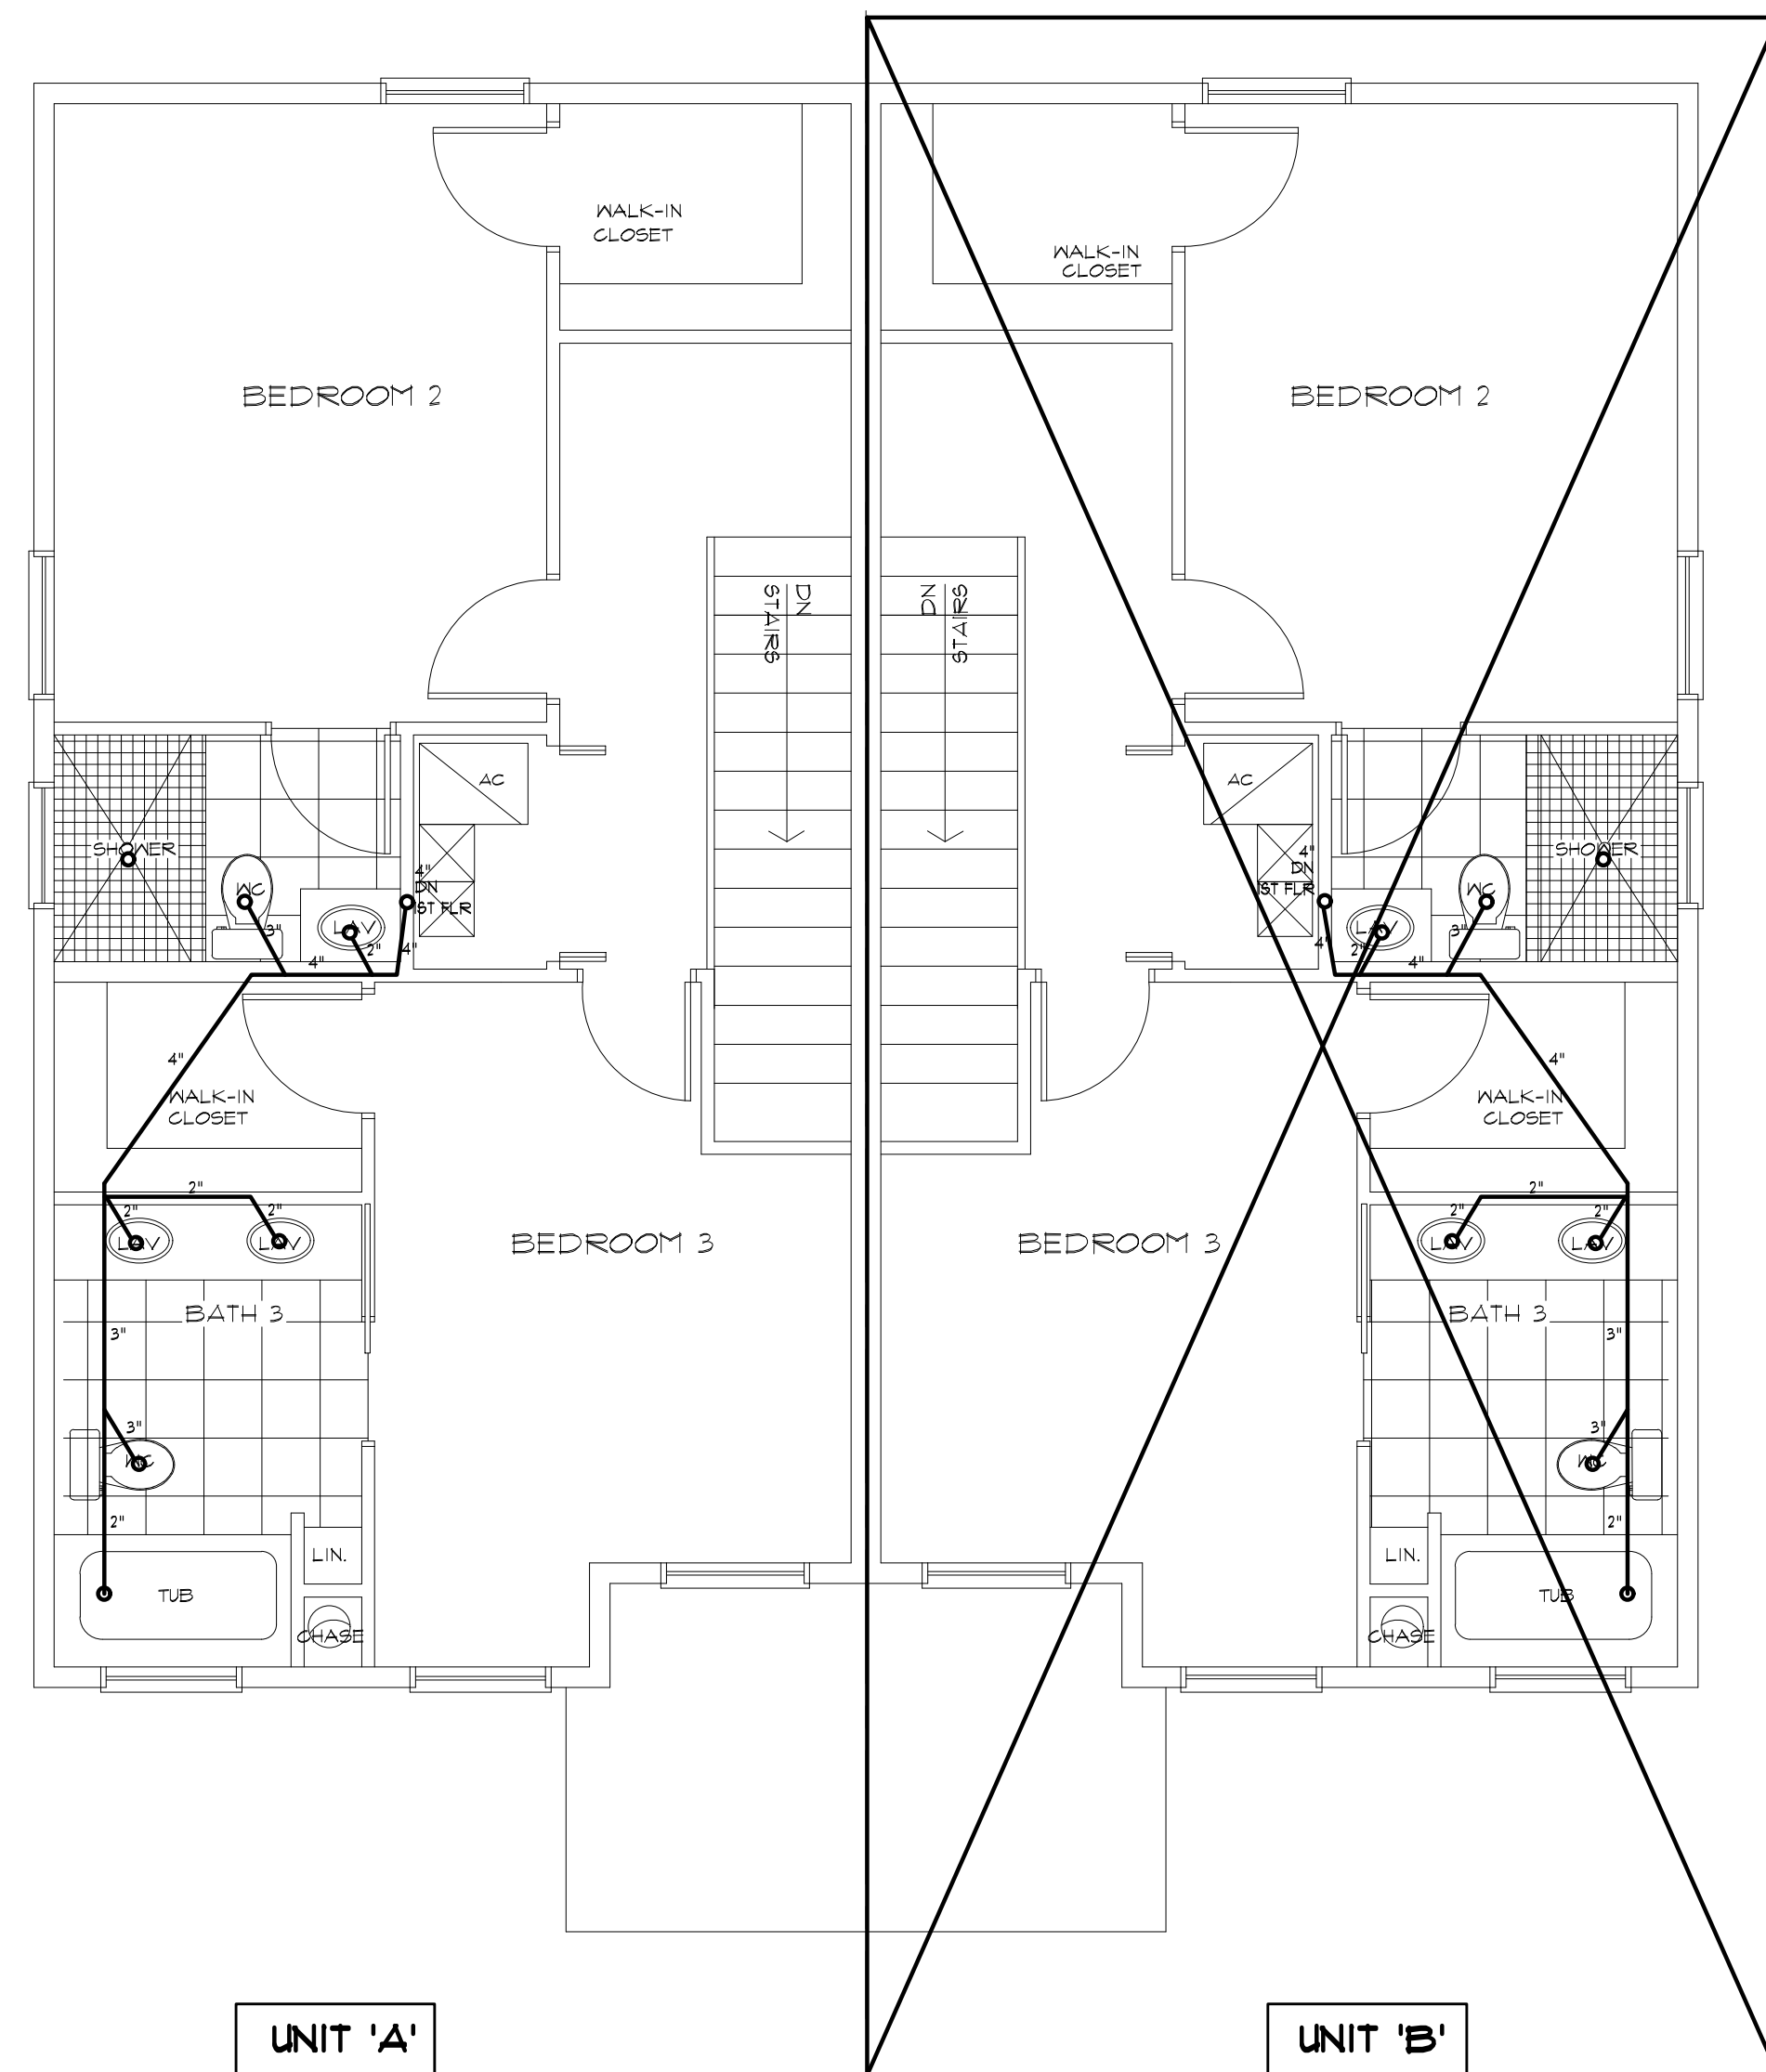 WALK-IN
CLOSET
WALK-IN
CLOSET
BEDROOM 2
BEDROOM 2
DN
STAIRS
DN
STAIRS
AC
AC
SHOWER
SHOWER
WC
WC
4"
DN
1ST FLR
4"
DN
1ST FLR
LAV
LAV
3"
2"
4"
4"
4"
2"
3"
4"
4"
4"
WALK-IN
CLOSET
WALK-IN
CLOSET
2"
2"
2"
2"
2"
2"
LAV
LAV
LAV
LAV
BEDROOM 3
BEDROOM 3
BATH 3
BATH 3
3"
3"
3"
3"
WC
WC
2"
2"
LIN.
LIN.
TUB
TUB
CHASE
CHASE
UNIT 'A'
UNIT 'B'